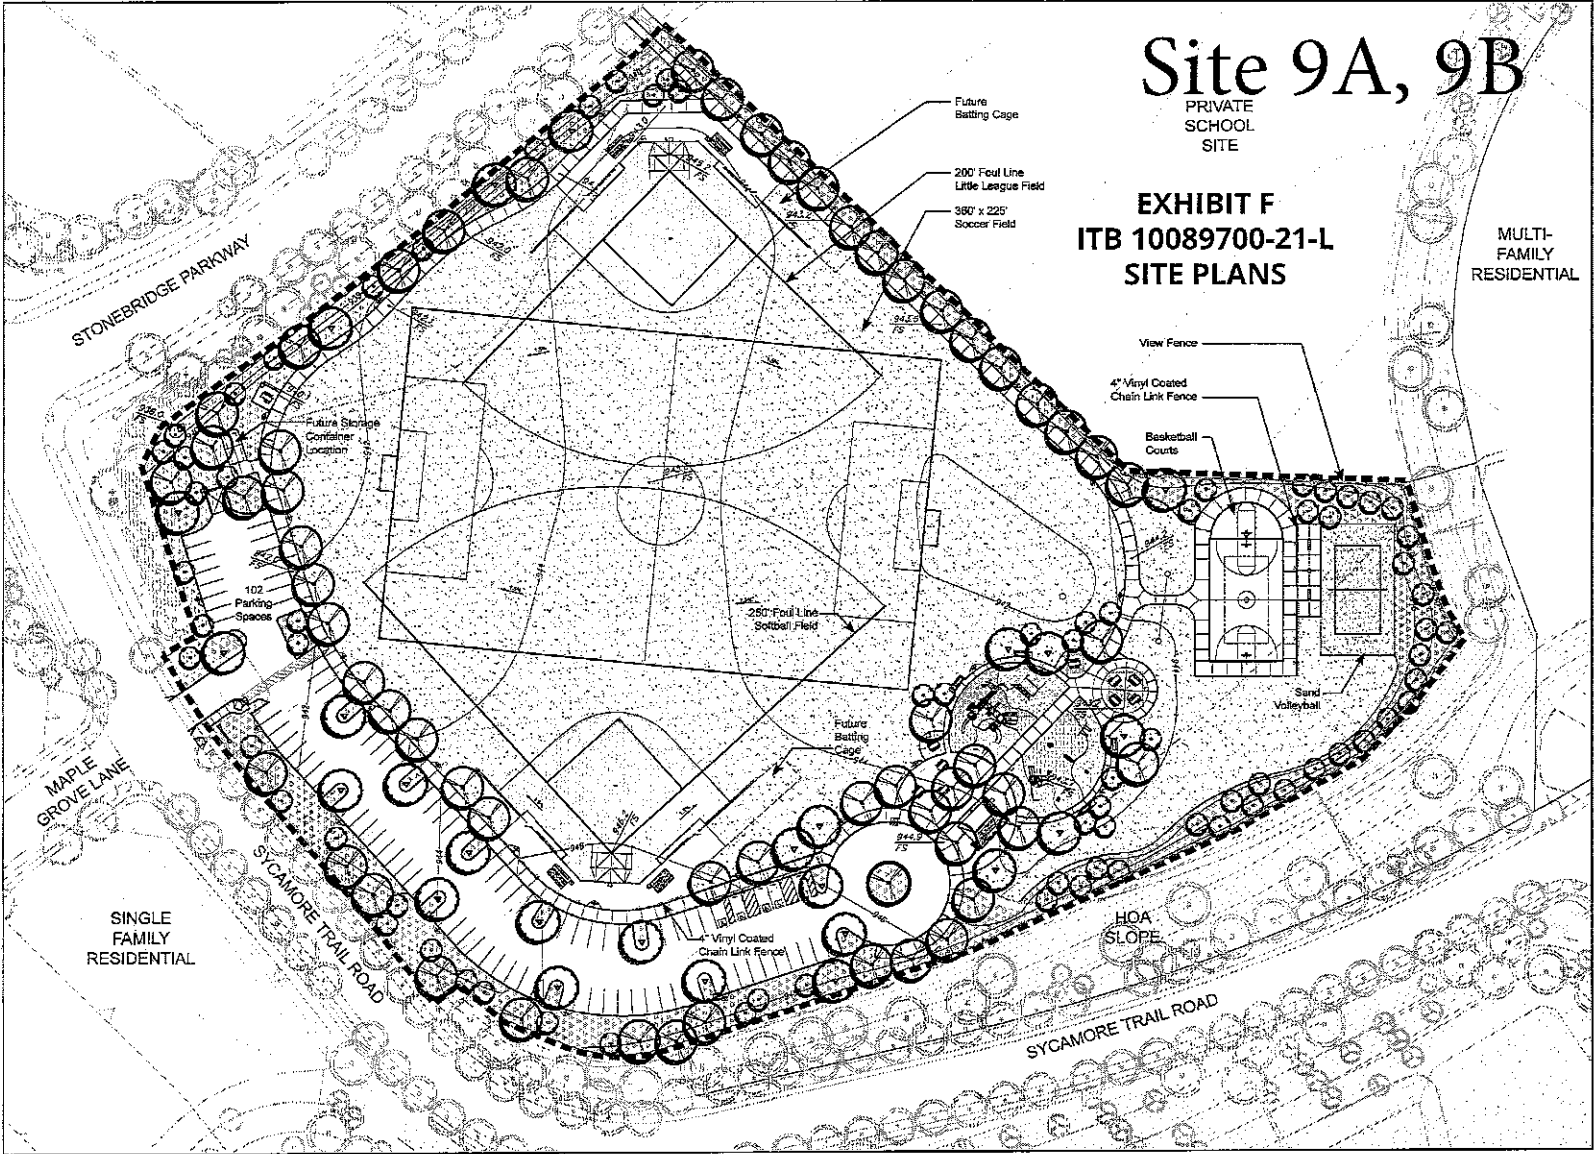 Site 9A, 9B
PRIVATE
SCHOOL
SITE
EXHIBIT F
ITB 10089700-21-L
SITE PLANS
MULTI-
FAMILY
RESIDENTIAL
Future
Batting Cage
200' Foul Line
Little League Field
360' x 225'
Soccer Field
STONEBRIDGE PARKWAY
View Fence
4" Vinyl Coated
Chain Link Fence
Basketball
Courts
Future Storage
Container
Location
102
Parking
Spaces
250' Foul Line
Softball Field
Sand
Volleyball
Future
Batting
Cage
MAPLE
GROVE LANE
944.9
FS
SYCAMORE TRAIL ROAD
SINGLE
FAMILY
RESIDENTIAL
4" Vinyl Coated
Chain Link Fence
HOA
SLOPE
SYCAMORE TRAIL ROAD